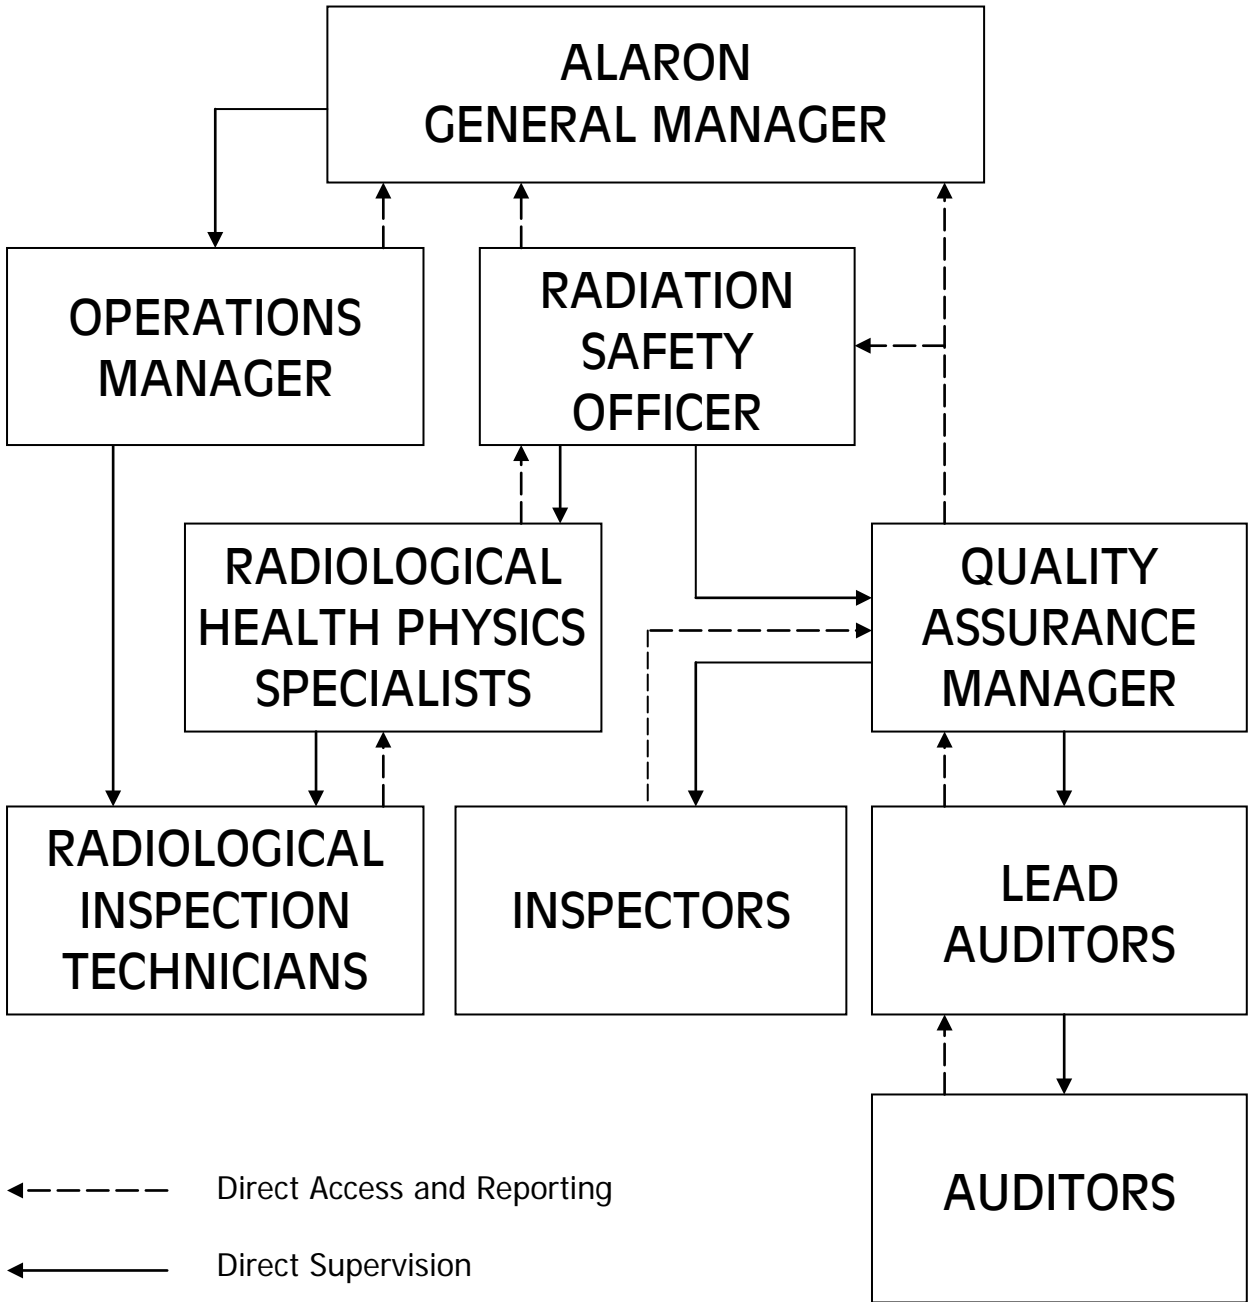 ALARON
GENERAL MANAGER
OPERATIONS
MANAGER
RADIATION
SAFETY
OFFICER
RADIOLOGICAL
HEALTH PHYSICS
SPECIALISTS
QUALITY
ASSURANCE
MANAGER
RADIOLOGICAL
INSPECTION
TECHNICIANS
INSPECTORS
LEAD
AUDITORS
AUDITORS
Direct Access and Reporting
Direct Supervision